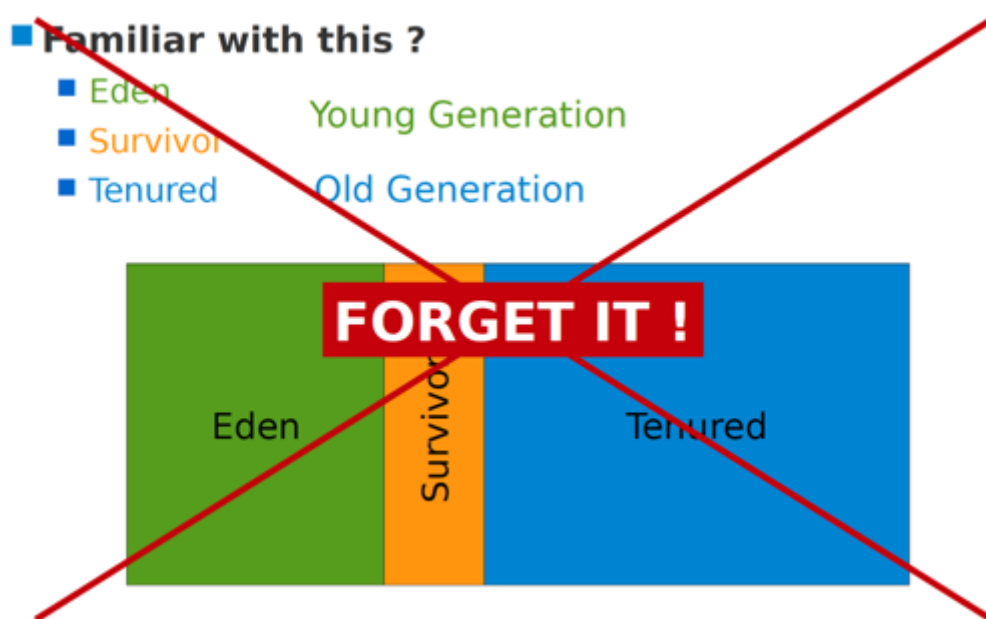 Familiar with this ?
Eden
Young Generation
Survivor
Tenured
Old Generation
FORGET IT !
Eden
Survivor
Tenured